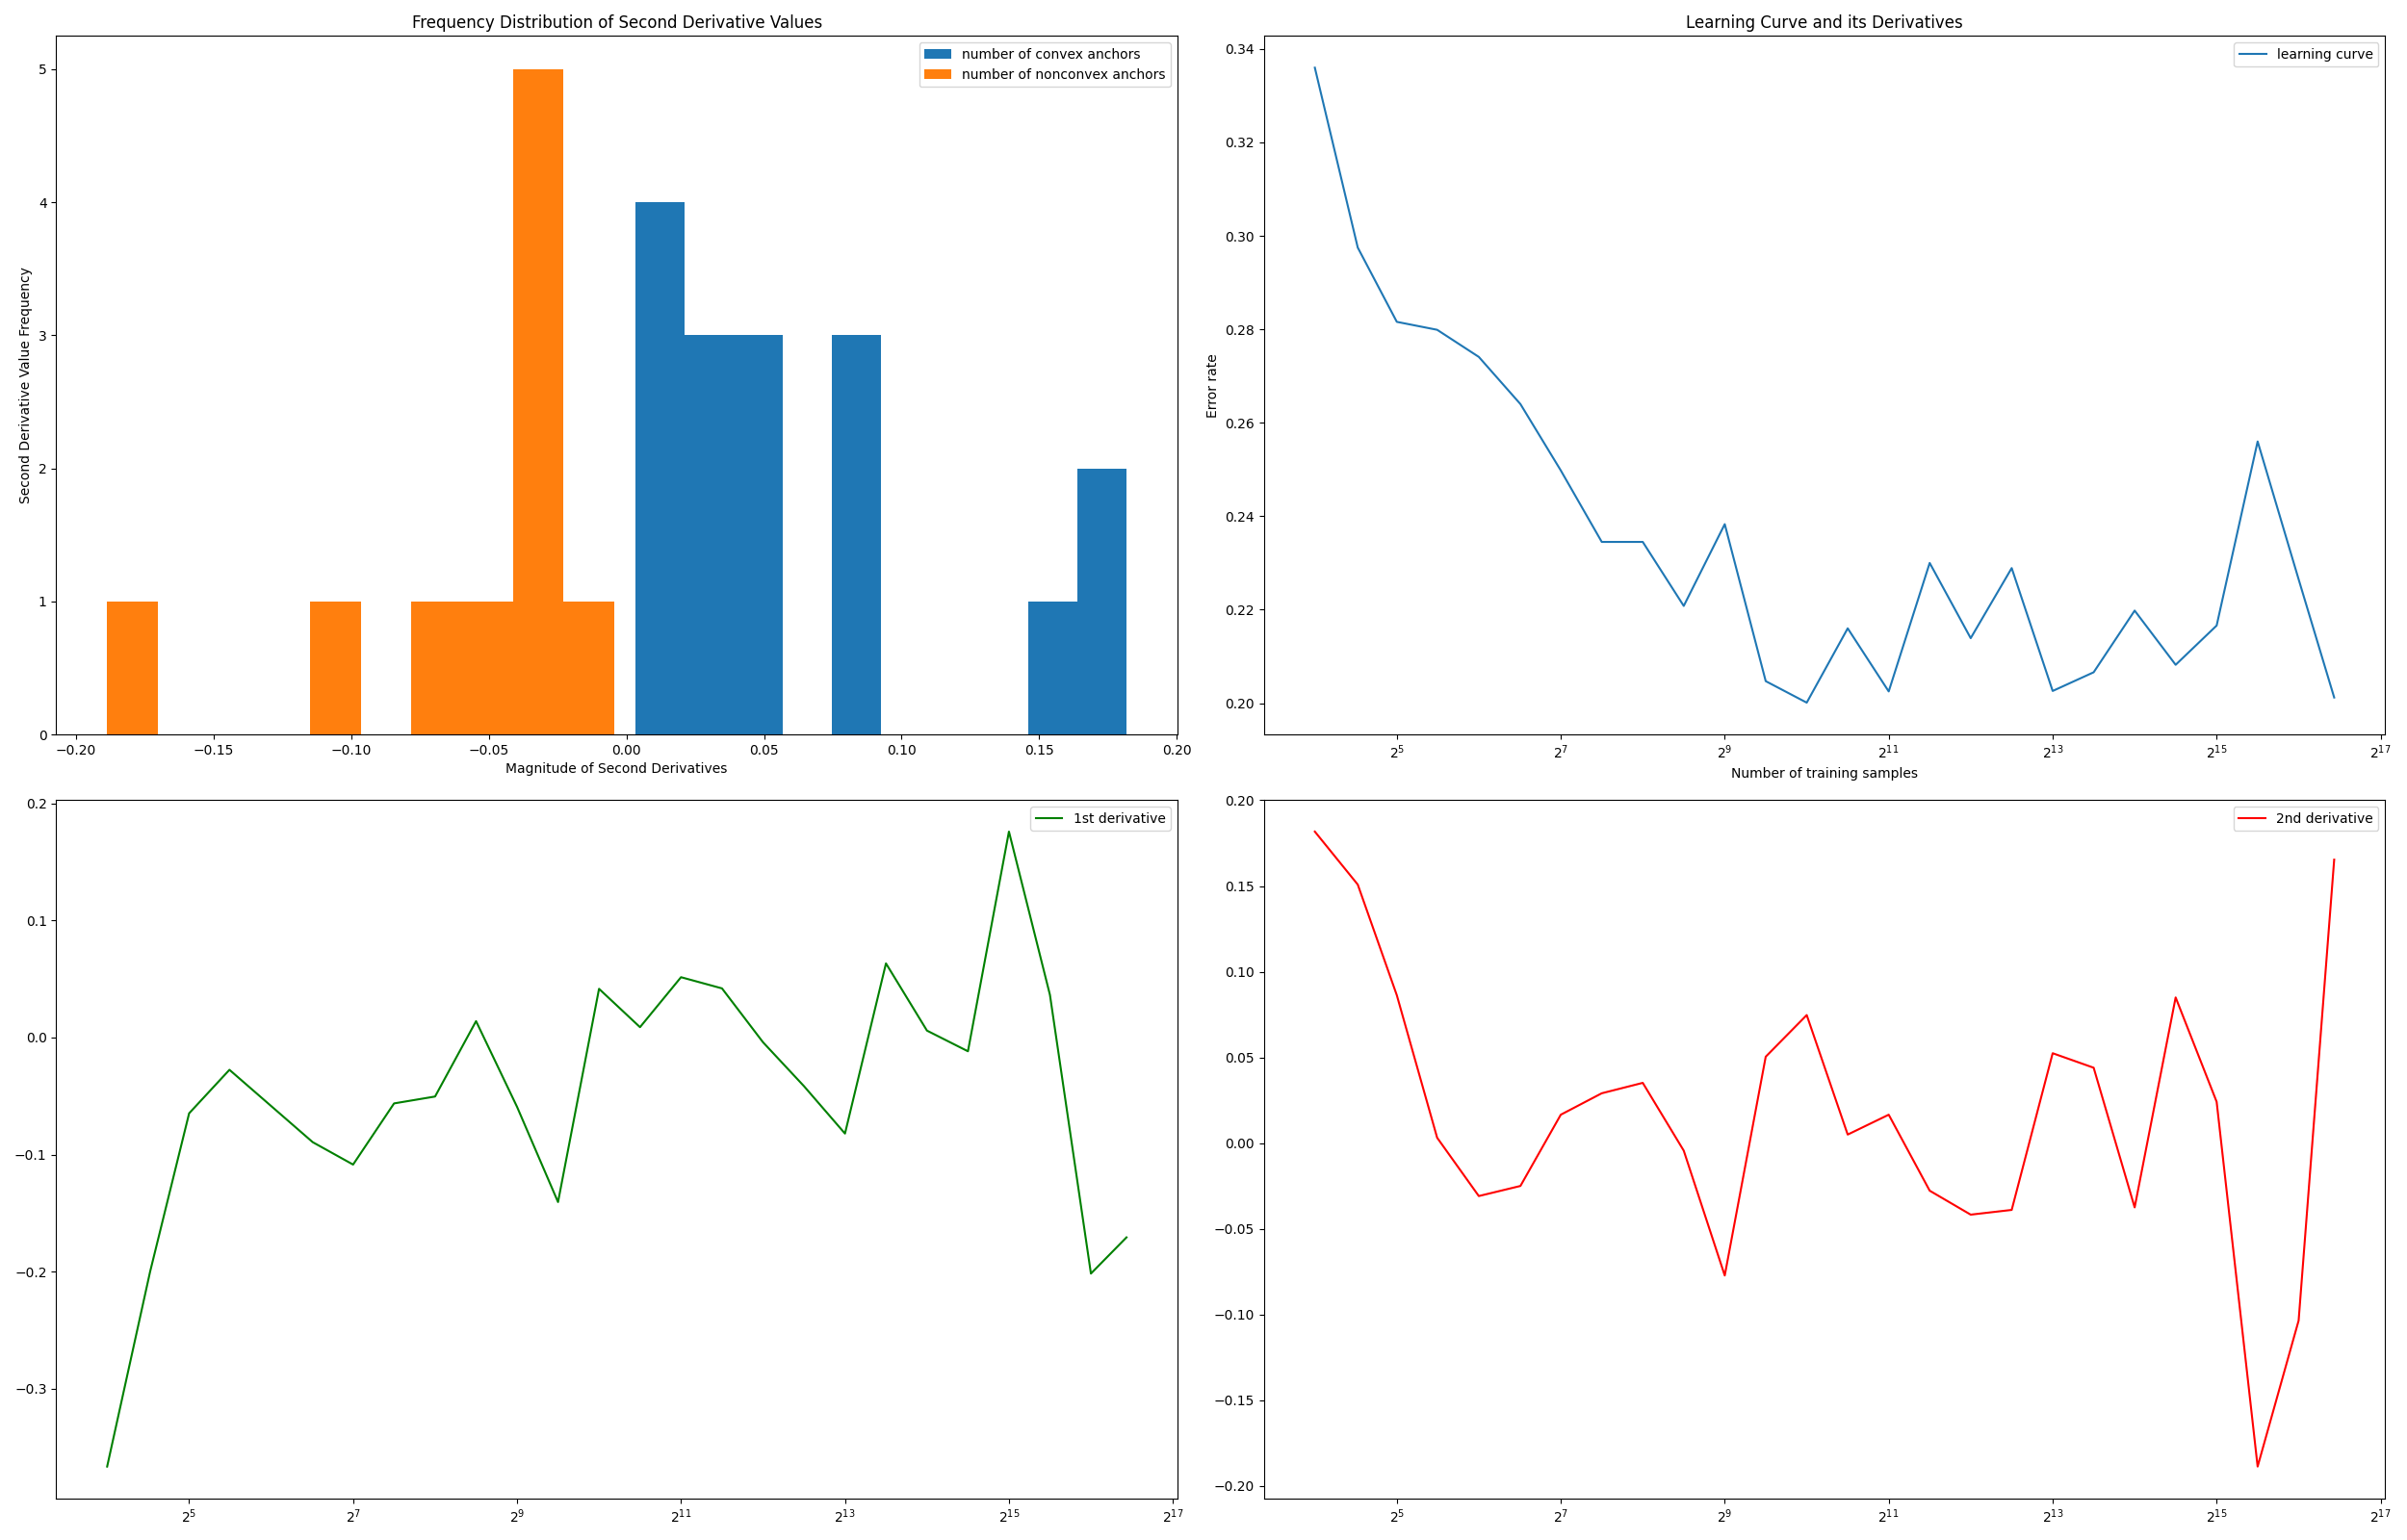 Frequency Distribution of Second Derivative Values
number of convex anchors
number of nonconvex anchors
Second Derivative Value Frequency
5
4
3
2
1
0
−0.20 −0.15 −0.10 −0.05 0.00 0.05 0.10 0.15 0.20
Magnitude of Second Derivatives
Learning Curve and its Derivatives
learning curve
Error rate
0.34
0.32
0.30
0.28
0.26
0.24
0.22
0.20
2^5 2^7 2^9 2^11 2^13 2^15 2^17
Number of training samples
1st derivative
0.2
0.1
0.0
−0.1
−0.2
−0.3
2^5 2^7 2^9 2^11 2^13 2^15 2^17
2nd derivative
0.20
0.15
0.10
0.05
0.00
−0.05
−0.10
−0.15
−0.20
2^5 2^7 2^9 2^11 2^13 2^15 2^17